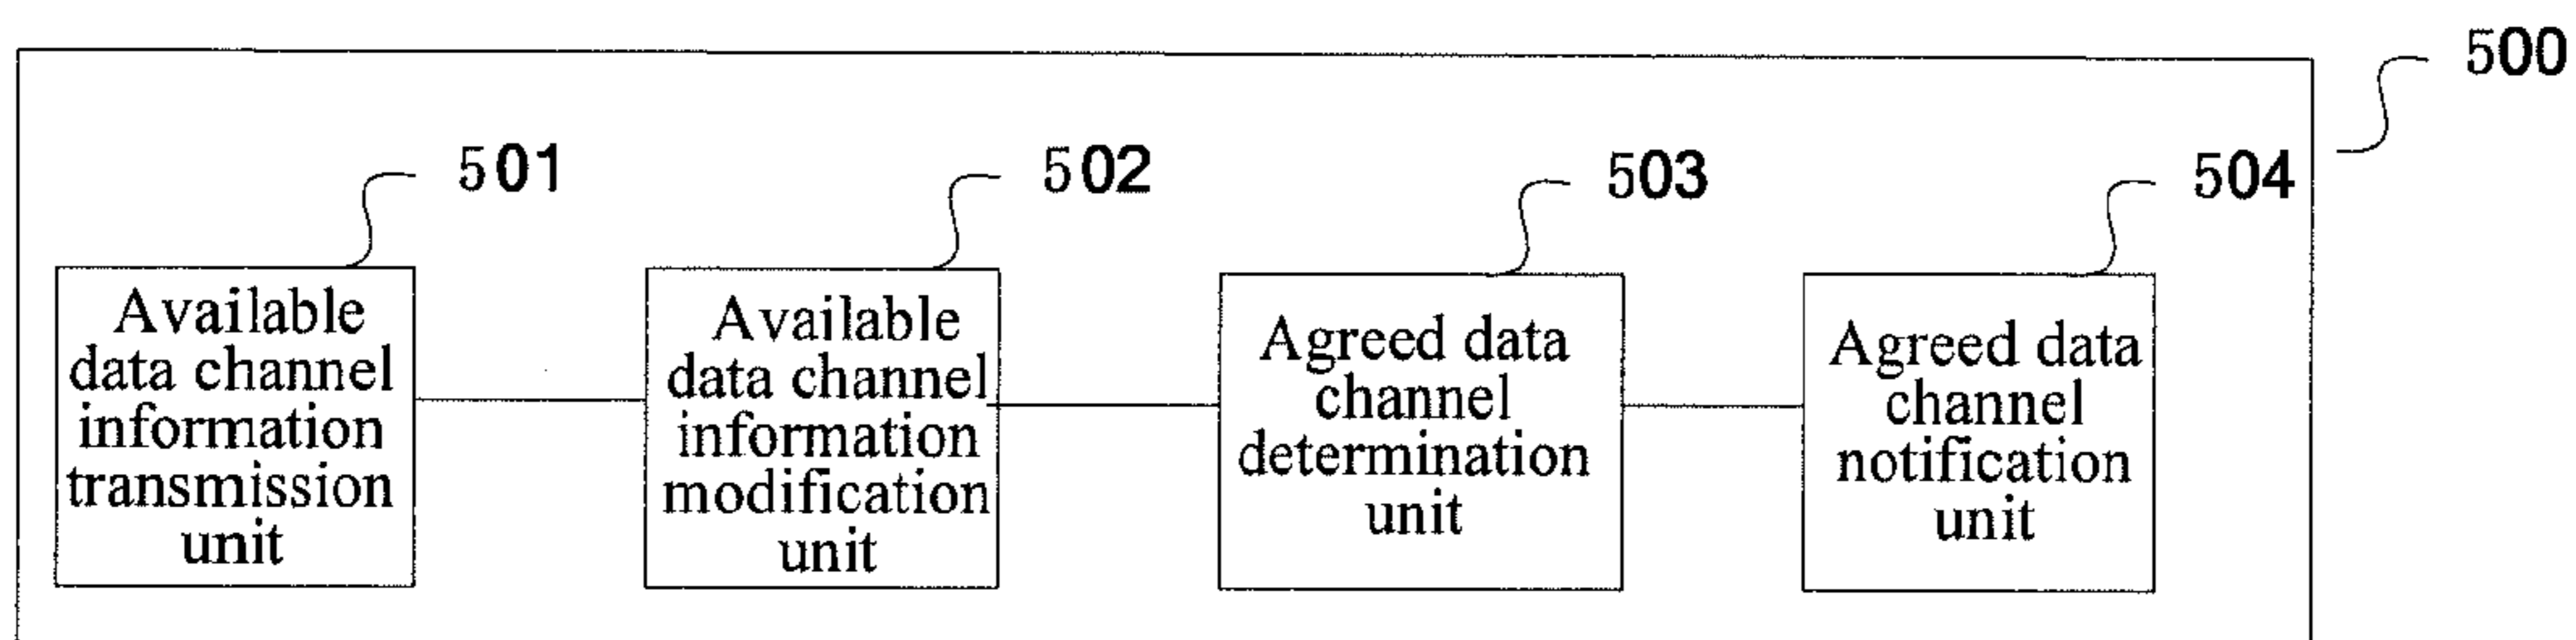 500
501
502
503
504
Available
data channel
information
transmission
unit
Available
data channel
information
modification
unit
Agreed data
channel
determination
unit
Agreed data
channel
notification
unit